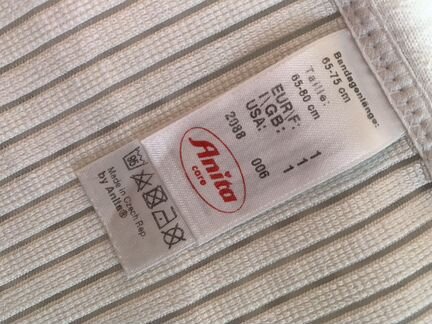 Bandagenlänge:
65-75 cm
Taille:
65-80 cm
EUR\F: 1
I\GB: 1
USA:
2088 006
Anita
care
95
Made in Czech Rep.
by Anita®